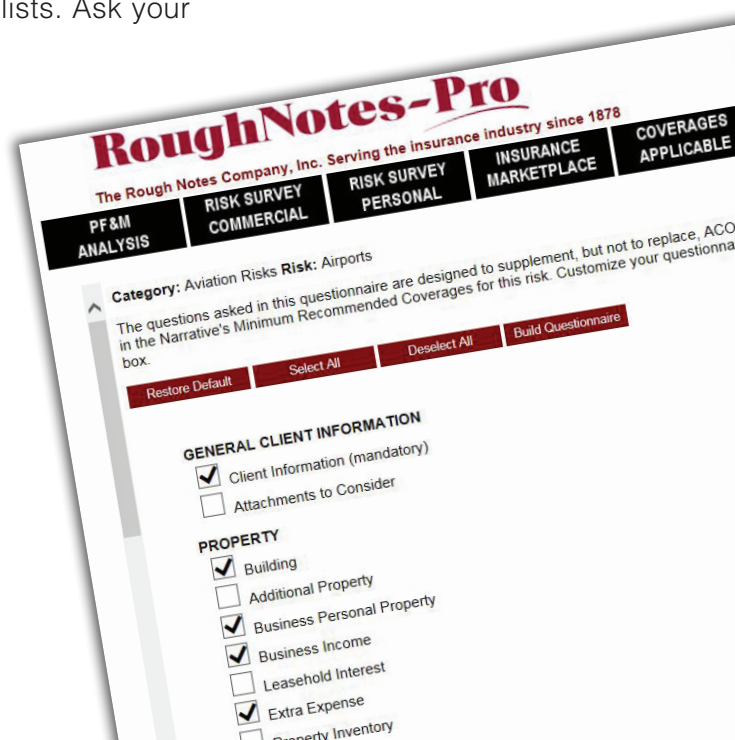 lists. Ask your
RoughNotes-Pro
The Rough Notes Company, Inc. Serving the insurance industry since 1878
PF&M
ANALYSIS
RISK SURVEY
COMMERCIAL
RISK SURVEY
PERSONAL
INSURANCE
MARKETPLACE
COVERAGES
APPLICABLE
Category: Aviation Risks Risk: Airports
The questions asked in this questionnaire are designed to supplement, but not to replace, ACO
in the Narrative's Minimum Recommended Coverages for this risk. Customize your questionna
box.
Restore Default
Select All
Deselect All
Build Questionnaire
GENERAL CLIENT INFORMATION
Client Information (mandatory)
Attachments to Consider
PROPERTY
Building
Additional Property
Business Personal Property
Business Income
Leasehold Interest
Extra Expense
Property Inventory